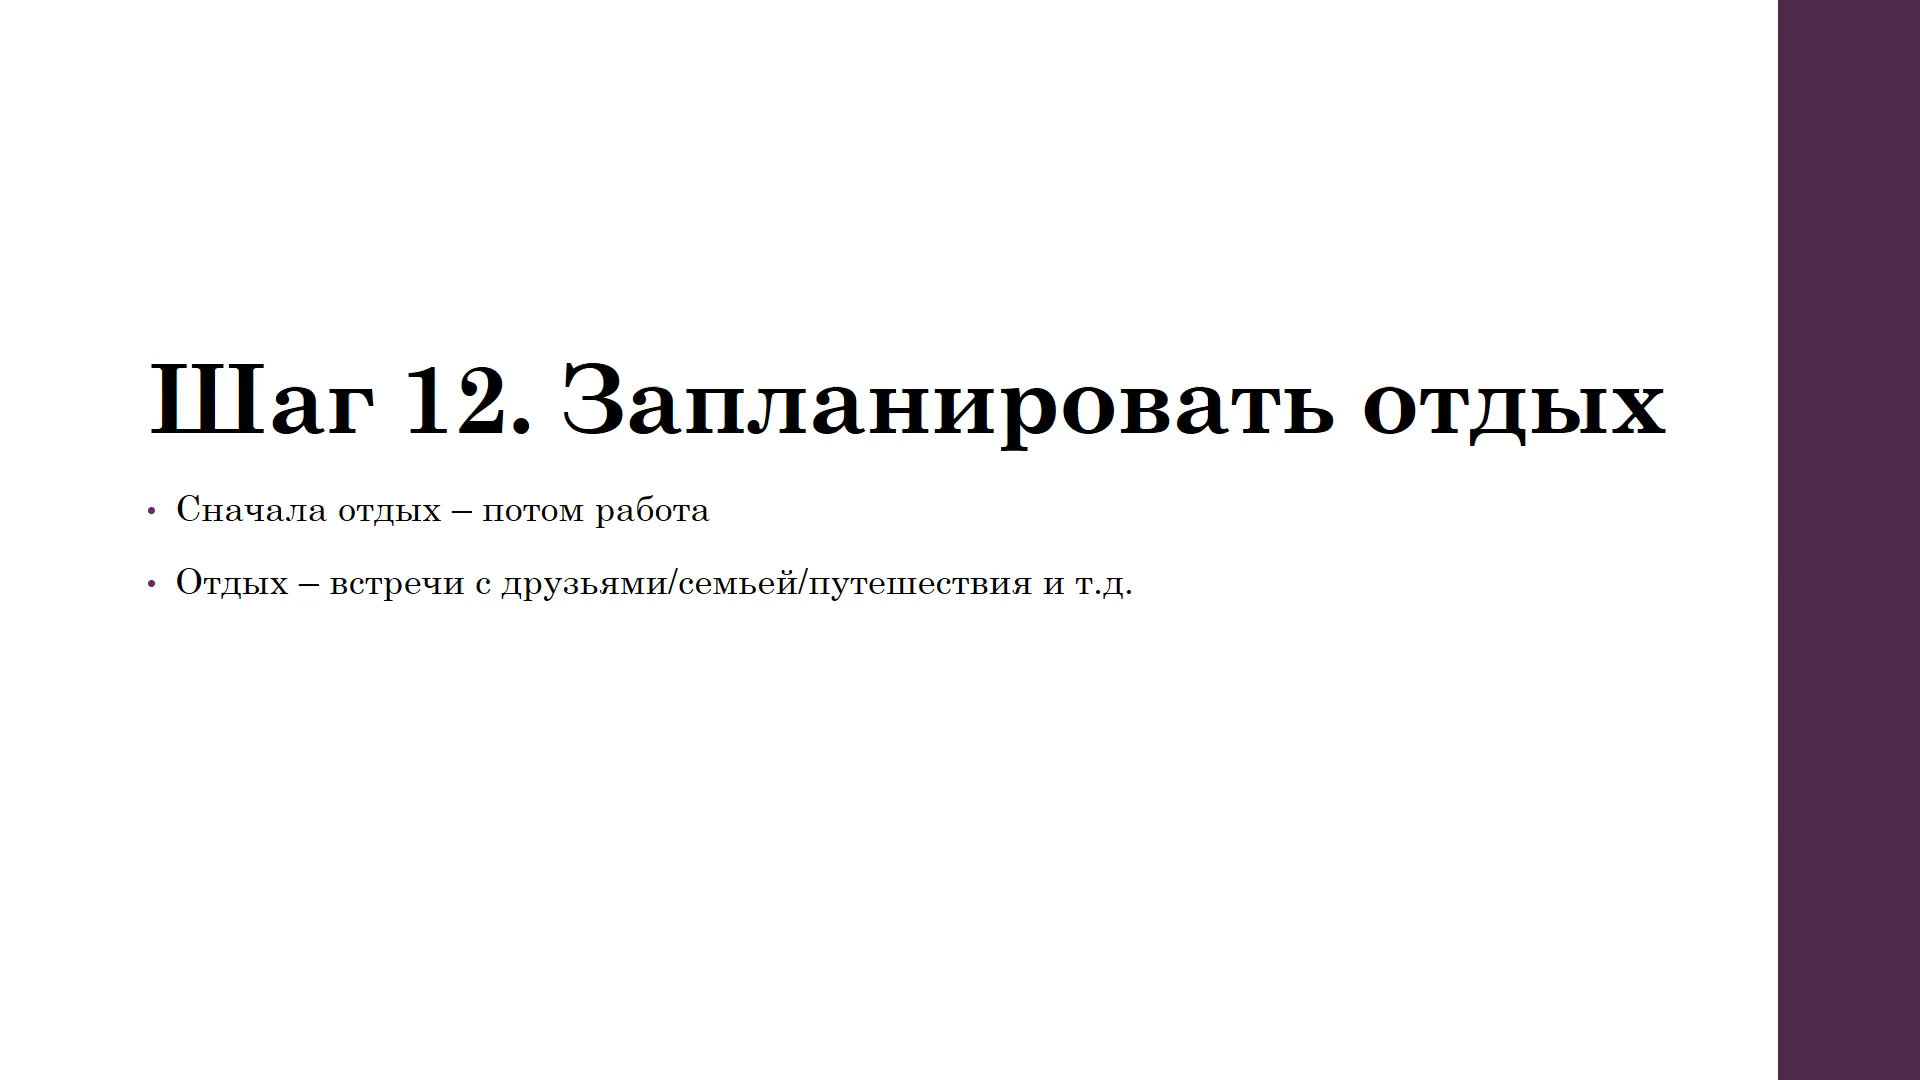 Шаг 12. Запланировать отдых
• Сначала отдых – потом работа
• Отдых – встречи с друзьями/семьей/путешествия и т.д.